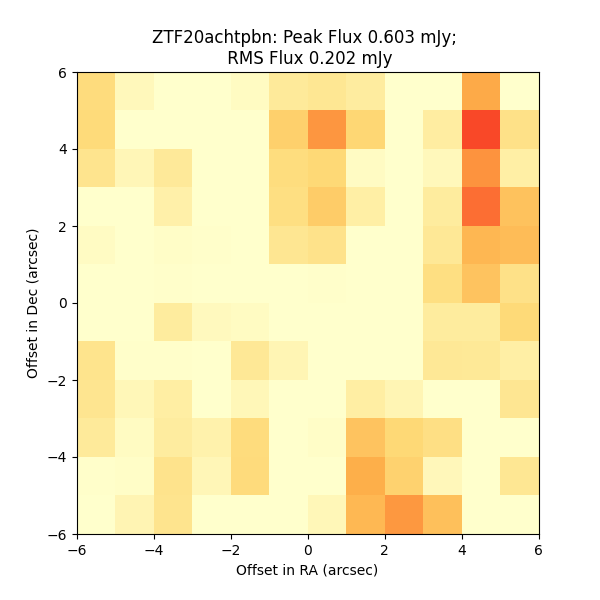 ZTF20achtpbn: Peak Flux 0.603 mJy;
RMS Flux 0.202 mJy
6
4
2
0
−2
−4
−6
Offset in Dec (arcsec)
−6 −4 −2 0 2 4 6
Offset in RA (arcsec)